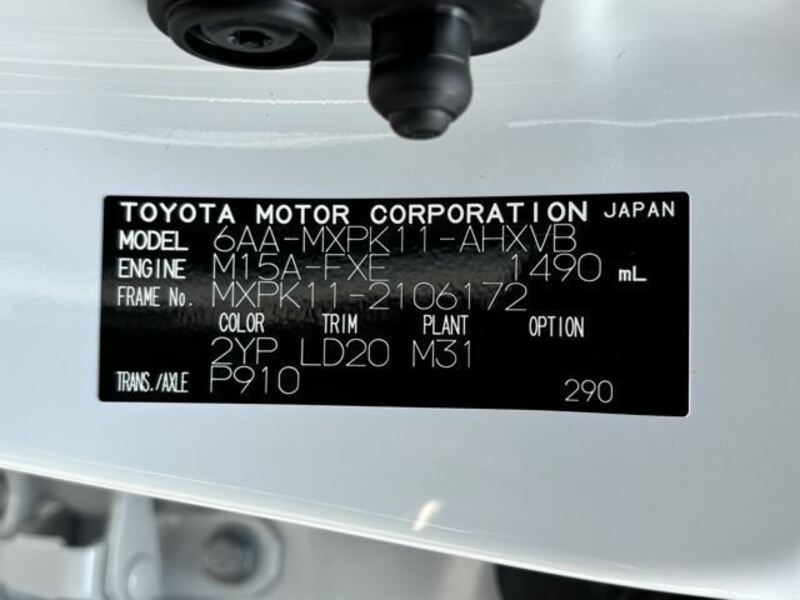 TOYOTA MOTOR CORPORATION JAPAN
MODEL 6AA-MXPK11-AHXVB
ENGINE M15A-FXE 1490 mL
FRAME No. MXPK11-2106172
COLOR TRIM PLANT OPTION
2YP LD20 M31
TRANS./AXLE P910 290